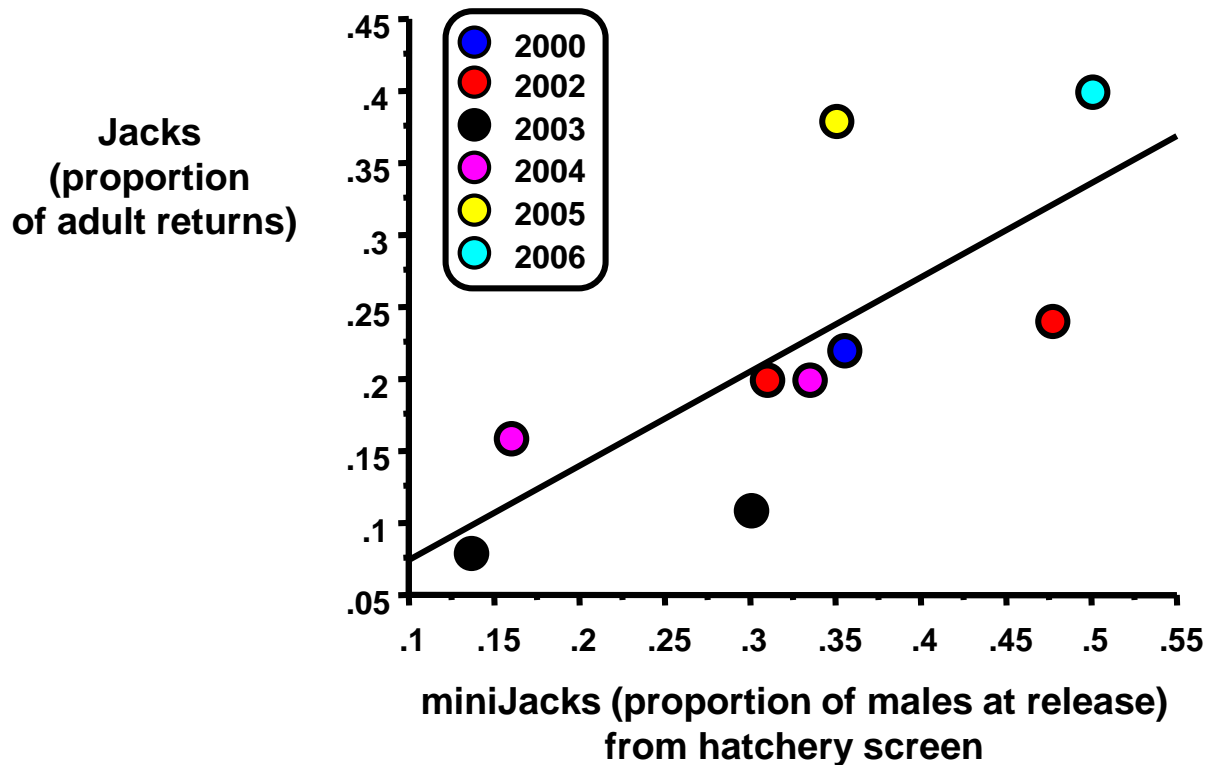 Jacks
(proportion
of adult returns)
.45
.4
.35
.3
.25
.2
.15
.1
.05
2000
2002
2003
2004
2005
2006
.1 .15 .2 .25 .3 .35 .4 .45 .5 .55
miniJacks (proportion of males at release)
from hatchery screen